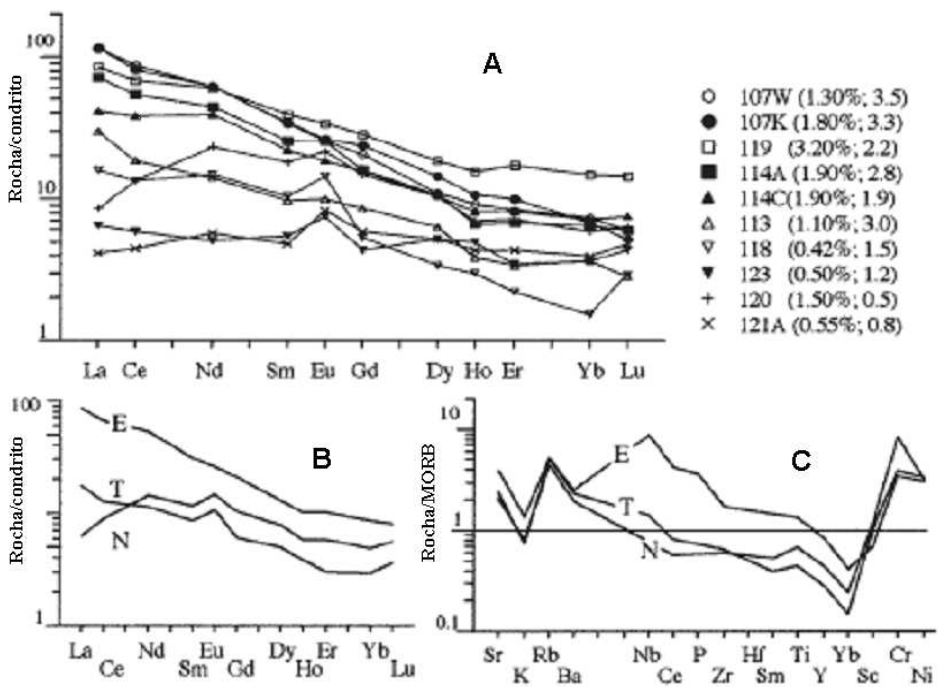 100
10
1
Rocha/condrito
A
La Ce Nd Sm Eu Gd Dy Ho Er Yb Lu
107W (1.30%; 3.5)
107K (1.80%; 3.3)
119 (3.20%; 2.2)
114A (1.90%; 2.8)
114C(1.90%; 1.9)
113 (1.10%; 3.0)
118 (0.42%; 1.5)
123 (0.50%; 1.2)
120 (1.50%; 0.5)
121A (0.55%; 0.8)
100
10
1
Rocha/condrito
B
E
T
N
La Ce Nd Sm Eu Gd Dy Ho Er Yb Lu
10
1
0.1
Rocha/MORB
C
E
T
N
Sr K Rb Ba Nb Ce P Zr Hf Sm Ti Y Yb Sc Cr Ni